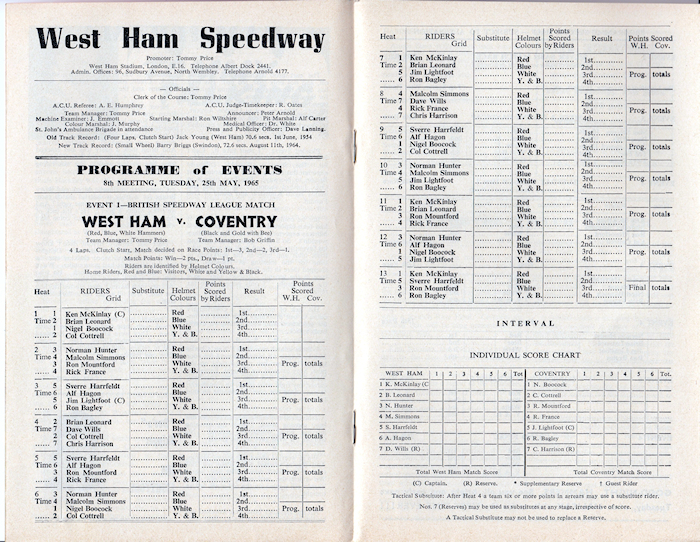 West Ham Speedway
Promoter: Tommy Price
West Ham Stadium, London, E.16. Telephone Albert Dock 2441.
Admin. Offices: 96, Sudbury Avenue, North Wembley. Telephone Arnold 4177.
— Officials —
Clerk of the Course: Tommy Price
A.C.U. Referee: A. E. Humphrey A.C.U. Judge-Timekeeper: R. Oates
Team Manager: Tommy Price Announcer: Peter Arnold
Machine Examiner: J. Emmott Starting Marshal: Ron Wiltshire Pit Marshal: Alf Carter
Colour Marshal: J. Murphy Medical Officer: Dr. White
St. John's Ambulance Brigade in attendance Press and Publicity Officer: Dave Lanning.
Old Track Record: (Four Laps, Clutch Start) Jack Young (West Ham) 70.6 secs. 1st June, 1954
New Track Record: (Small Wheel) Barry Briggs (Swindon), 72.6 secs. August 11th, 1964.
PROGRAMME of EVENTS
8th MEETING, TUESDAY, 25th MAY, 1965
EVENT 1—BRITISH SPEEDWAY LEAGUE MATCH
WEST HAM v. COVENTRY
(Red, Blue, White Hammers) (Black and Gold with Bee)
Team Manager: Tommy Price Team Manager: Bob Griffin
4 Laps. Clutch Starts, Match decided on Race Points: 1st—3, 2nd—2, 3rd—1.
Match Points: Win—2 pts., Draw—1 pt.
Riders are identified by Helmet Colours.
Home Riders, Red and Blue: Visitors, White and Yellow & Black.
Heat RIDERS Grid Substitute Helmet Colours Points Scored by Riders Result Points Scored W.H. Cov.
1 1 Ken McKinlay (C) Red 1st
Time 2 Brian Leonard Blue 2nd
1 Nigel Boocock White 3rd
2 Col Cottrell Y. & B. 4th
2 3 Norman Hunter Red 1st
Time 4 Malcolm Simmons Blue 2nd
3 Ron Mountford White 3rd Prog. totals
4 Rick France Y. & B. 4th
3 5 Sverre Harrfeldt Red 1st
Time 6 Alf Hagon Blue 2nd
5 Jim Lightfoot (C) White 3rd Prog. totals
6 Ron Bagley Y. & B. 4th
4 2 Brian Leonard Red 1st
Time 7 Dave Wills Blue 2nd
2 Col Cottrell White 3rd Prog. totals
7 Chris Harrison Y. & B. 4th
5 5 Sverre Harrfeldt Red 1st
Time 6 Alf Hagon Blue 2nd
3 Ron Mountford White 3rd Prog. totals
4 Rick France Y. & B. 4th
6 3 Norman Hunter Red 1st
Time 4 Malcolm Simmons Blue 2nd
1 Nigel Boocock White 3rd Prog. totals
2 Col Cottrell Y. & B. 4th
Heat RIDERS Grid Substitute Helmet Colours Points Scored by Riders Result Points Scored W.H. Cov.
7 1 Ken McKinlay Red 1st
Time 2 Brian Leonard Blue 2nd
5 Jim Lightfoot White 3rd Prog. totals
6 Ron Bagley Y. & B. 4th
8 4 Malcolm Simmons Red 1st
Time 7 Dave Wills Blue 2nd
4 Rick France White 3rd Prog. totals
7 Chris Harrison Y. & B. 4th
9 5 Sverre Harrfeldt Red 1st
Time 6 Alf Hagon Blue 2nd
1 Nigel Boocock White 3rd Prog. totals
2 Col Cottrell Y. & B. 4th
10 3 Norman Hunter Red 1st
Time 4 Malcolm Simmons Blue 2nd
5 Jim Lightfoot White 3rd Prog. totals
6 Ron Bagley Y. & B. 4th
11 1 Ken McKinlay Red 1st
Time 2 Brian Leonard Blue 2nd
3 Ron Mountford White 3rd Prog. totals
4 Rick France Y. & B. 4th
12 3 Norman Hunter Red 1st
Time 6 Alf Hagon Blue 2nd
1 Nigel Boocock White 3rd Prog. totals
5 Jim Lightfoot Y. & B. 4th
13 1 Ken McKinlay Red 1st
Time 5 Sverre Harrfeldt Blue 2nd
3 Ron Mountford White 3rd Final totals
6 Ron Bagley Y. & B. 4th
INTERVAL
INDIVIDUAL SCORE CHART
WEST HAM 1 2 3 4 5 6 Tot COVENTRY 1 2 3 4 5 6 Tot.
1 K. McKinlay (C 1 N. Boocock
2 B. Leonard 2 C. Cottrell
3 N. Hunter 3 R. Mountford
4 M. Simmons 4 R. France
5 S. Harrfeldt 5 J. Lightfoot (C)
6 A. Hagon 6 R. Bagley
7 D. Wills (R) 7 C. Harrison (R)
Total West Ham Match Score Total Coventry Match Score
(C) Captain. (R) Reserve. * Supplementary Reserve † Guest Rider
Tactical Substitute: After Heat 4 a team six or more points in arrears may use a substitute rider.
Nos. 7 (Reserves) may be used as substitutes at any stage, irrespective of score.
A Tactical Substitute may not be used to replace a Reserve.